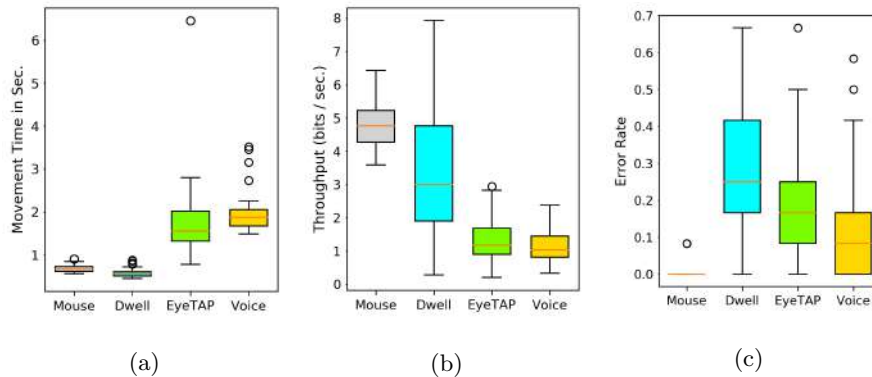 Movement Time in Sec.
6
5
4
3
2
1
Mouse Dwell EyeTAP Voice
(a)
Throughput (bits / sec.)
8
7
6
5
4
3
2
1
0
Mouse Dwell EyeTAP Voice
(b)
Error Rate
0.7
0.6
0.5
0.4
0.3
0.2
0.1
0.0
Mouse Dwell EyeTAP Voice
(c)